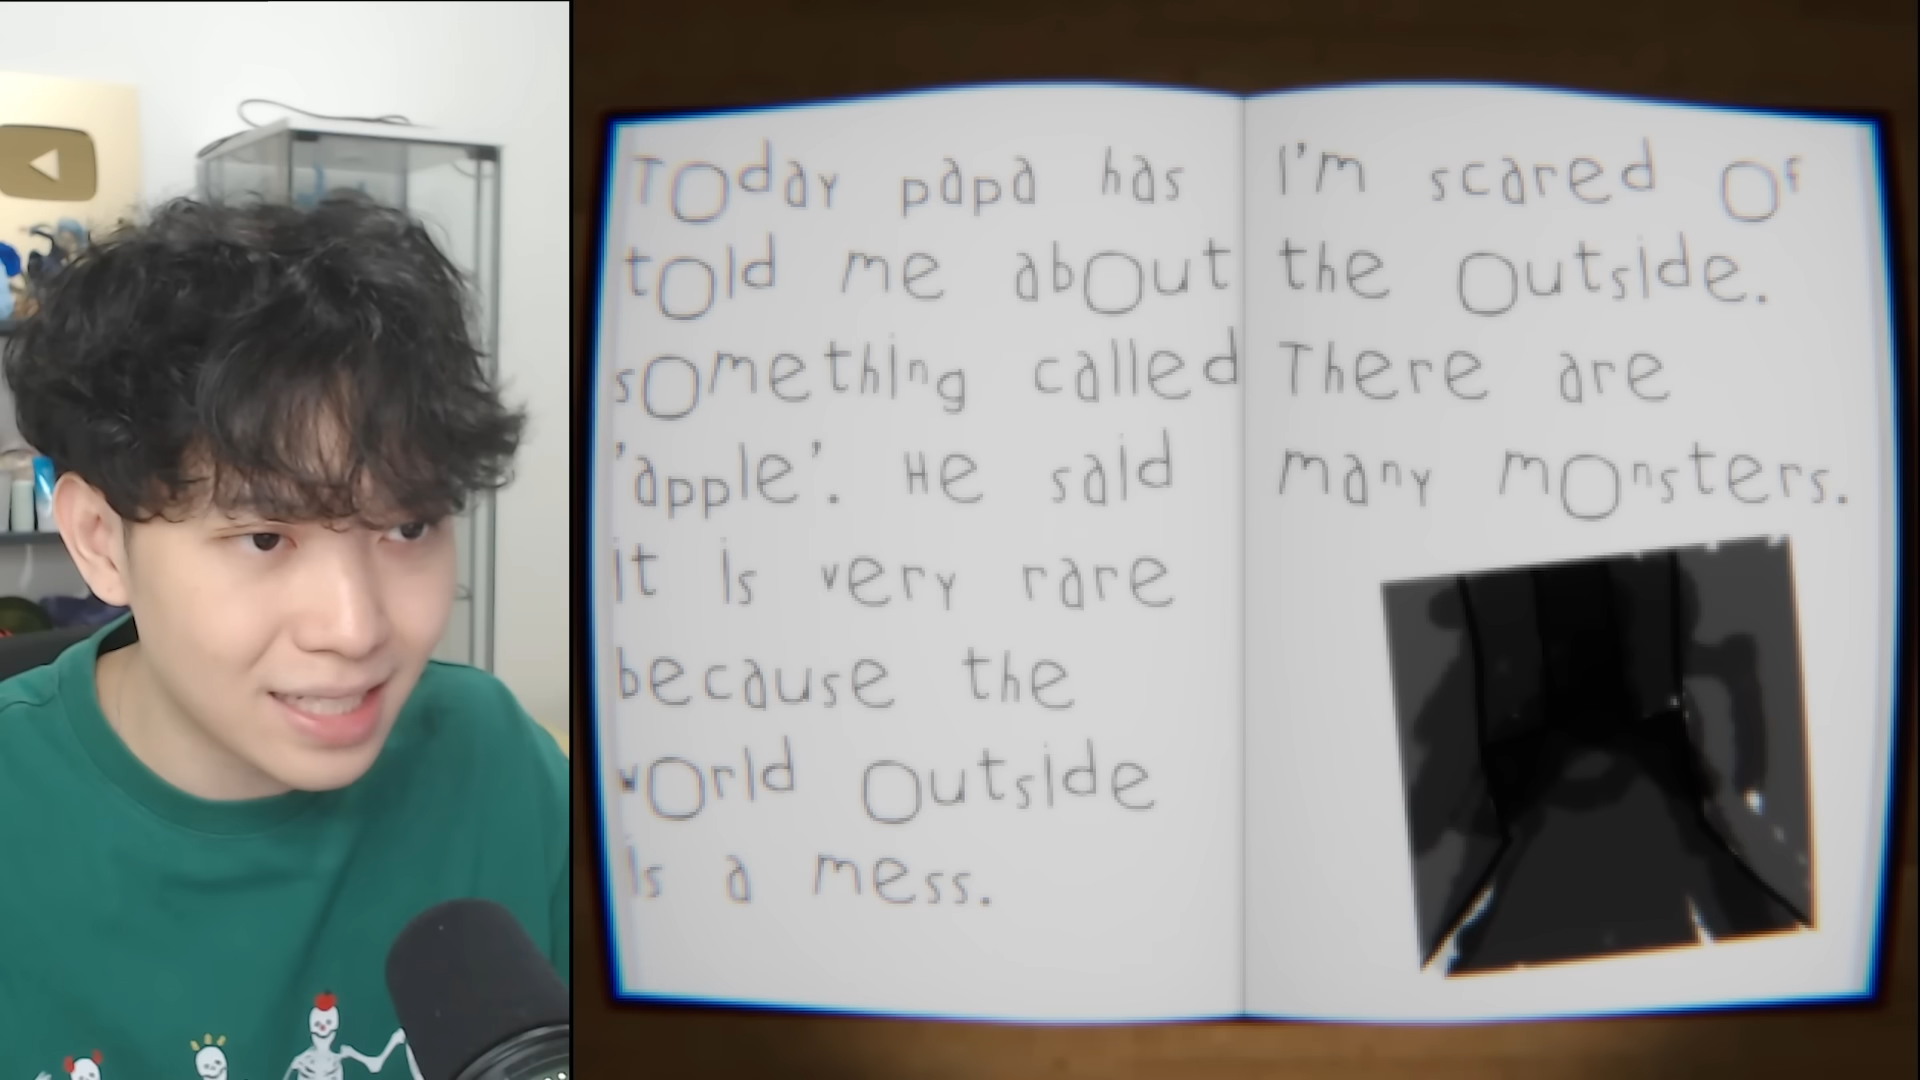 Today papa has
told me about
something called
'apple'. He said
it is very rare
because the
world outside
is a mess.
I'm scared of
the outside.
There are
many monsters.